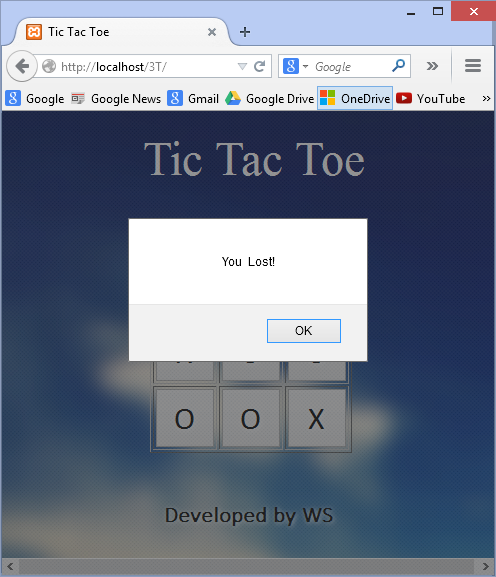 Tic Tac Toe
http://localhost/3T/
Google
Google Google News Gmail Google Drive OneDrive YouTube
Tic Tac Toe
You Lost!
OK
O O X
Developed by WS